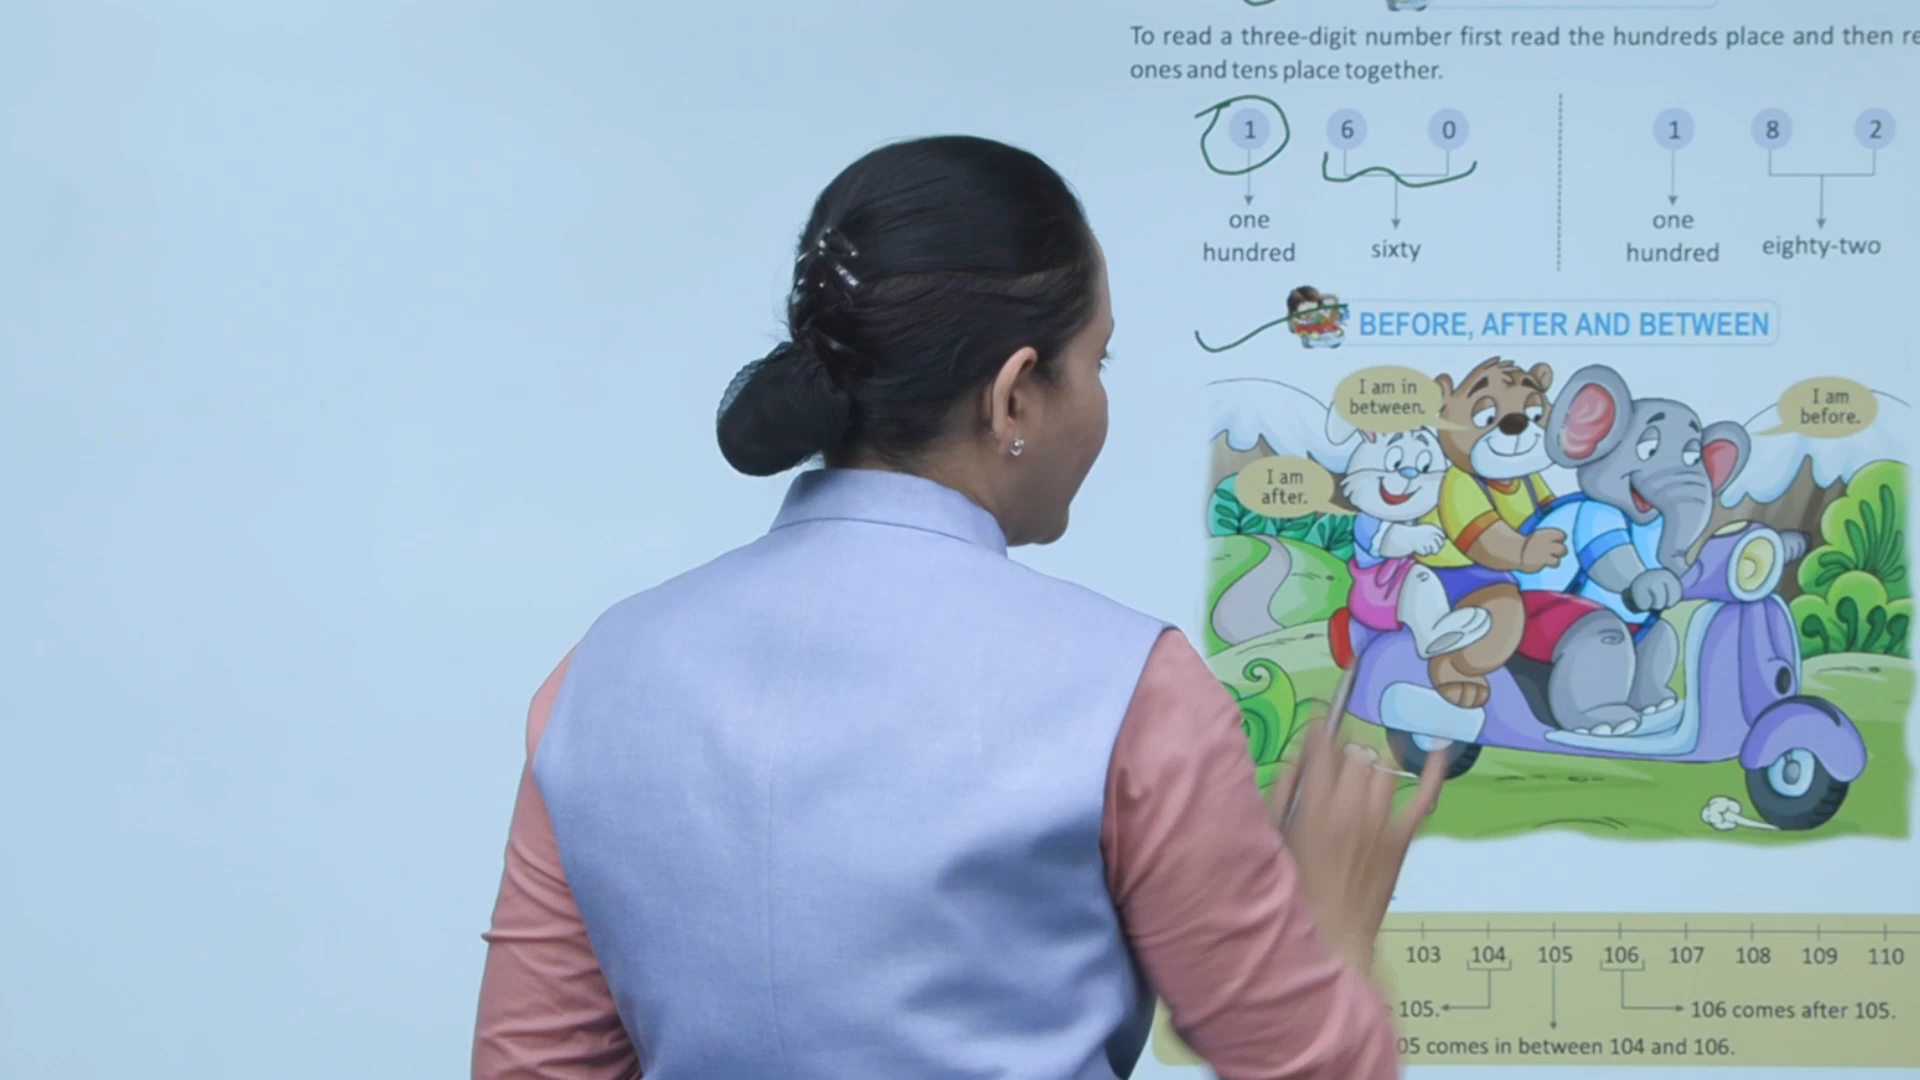 To read a three-digit number first read the hundreds place and then re
ones and tens place together.
1 6 0 1 8 2
one sixty one eighty-two
hundred hundred
BEFORE, AFTER AND BETWEEN
I am in
between.
I am
before.
I am
after.
103 104 105 106 107 108 109 110
105. 106 comes after 105.
05 comes in between 104 and 106.